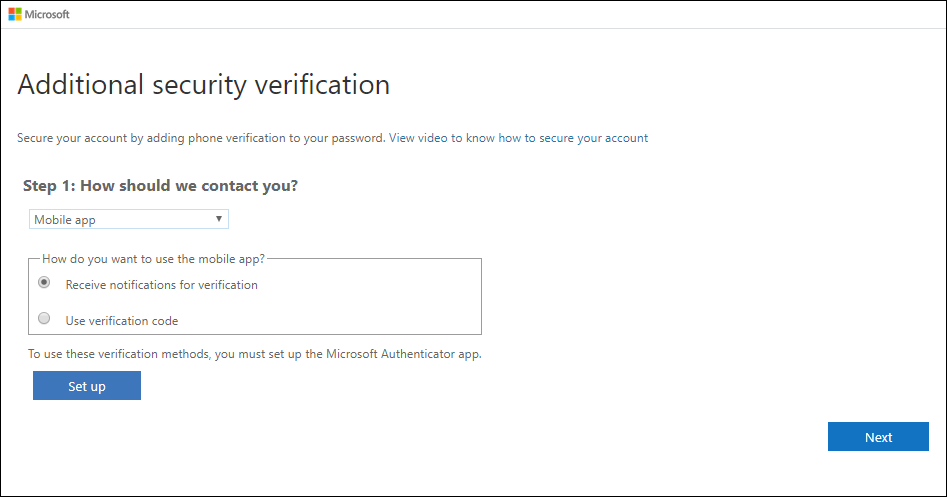 Microsoft
Additional security verification
Secure your account by adding phone verification to your password. View video to know how to secure your account
Step 1: How should we contact you?
Mobile app
How do you want to use the mobile app?
Receive notifications for verification
Use verification code
To use these verification methods, you must set up the Microsoft Authenticator app.
Set up
Next